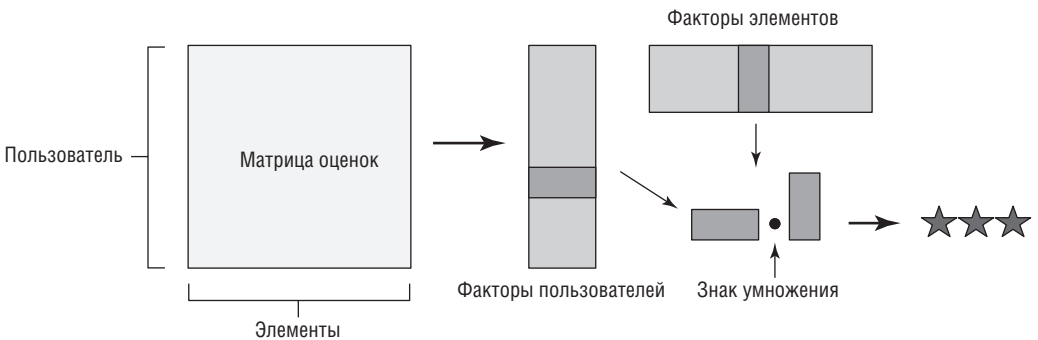 Факторы элементов
Пользователь
Матрица оценок
Факторы пользователей
Знак умножения
Элементы